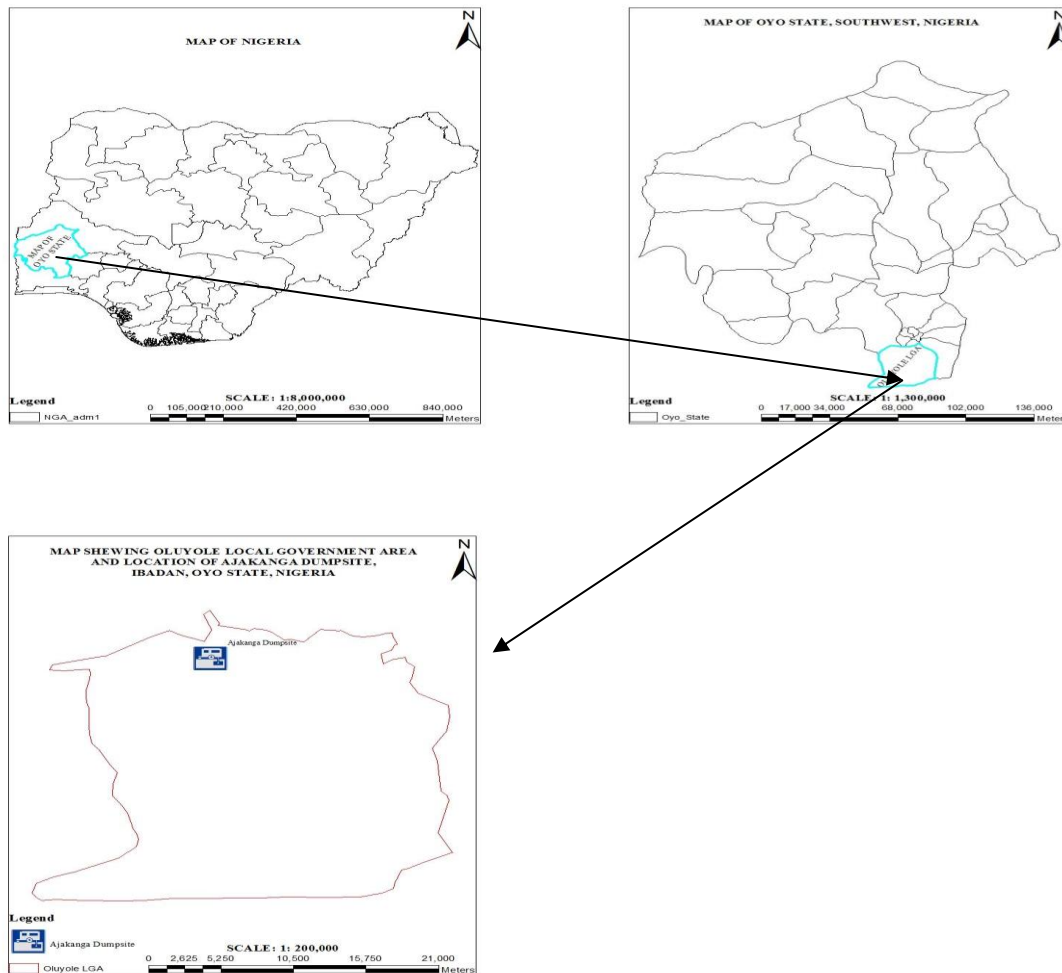 N
MAP OF NIGERIA
MAP OF
OYO STATE
SCALE: 1:8,000,000
Legend
NGA_adm1
0 105,000 210,000 420,000 630,000 840,000
Meters
N
MAP OF OYO STATE, SOUTHWEST, NIGERIA
OLUYOLE LGA
SCALE: 1: 1,300,000
Legend
Oyo_State
0 17,000 34,000 68,000 102,000 136,000
Meters
N
MAP SHEWING OLUYOLE LOCAL GOVERNMENT AREA
AND LOCATION OF AJAKANGA DUMPSITE,
IBADAN, OYO STATE, NIGERIA
Ajakanga Dumpsite
Legend
Ajakanga Dumpsite
Oluyole LGA
SCALE: 1: 200,000
0 2,625 5,250 10,500 15,750 21,000
Meters